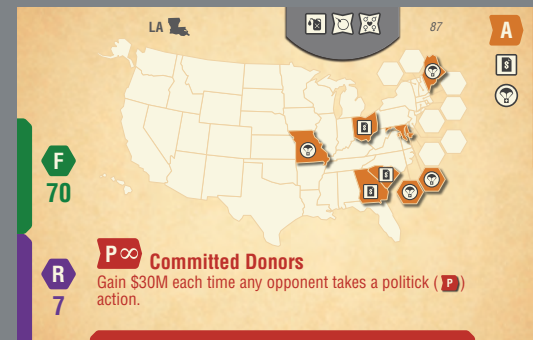 LA
87
A
F
70
P∞ Committed Donors
Gain $30M each time any opponent takes a politick ( P )
action.
R
7